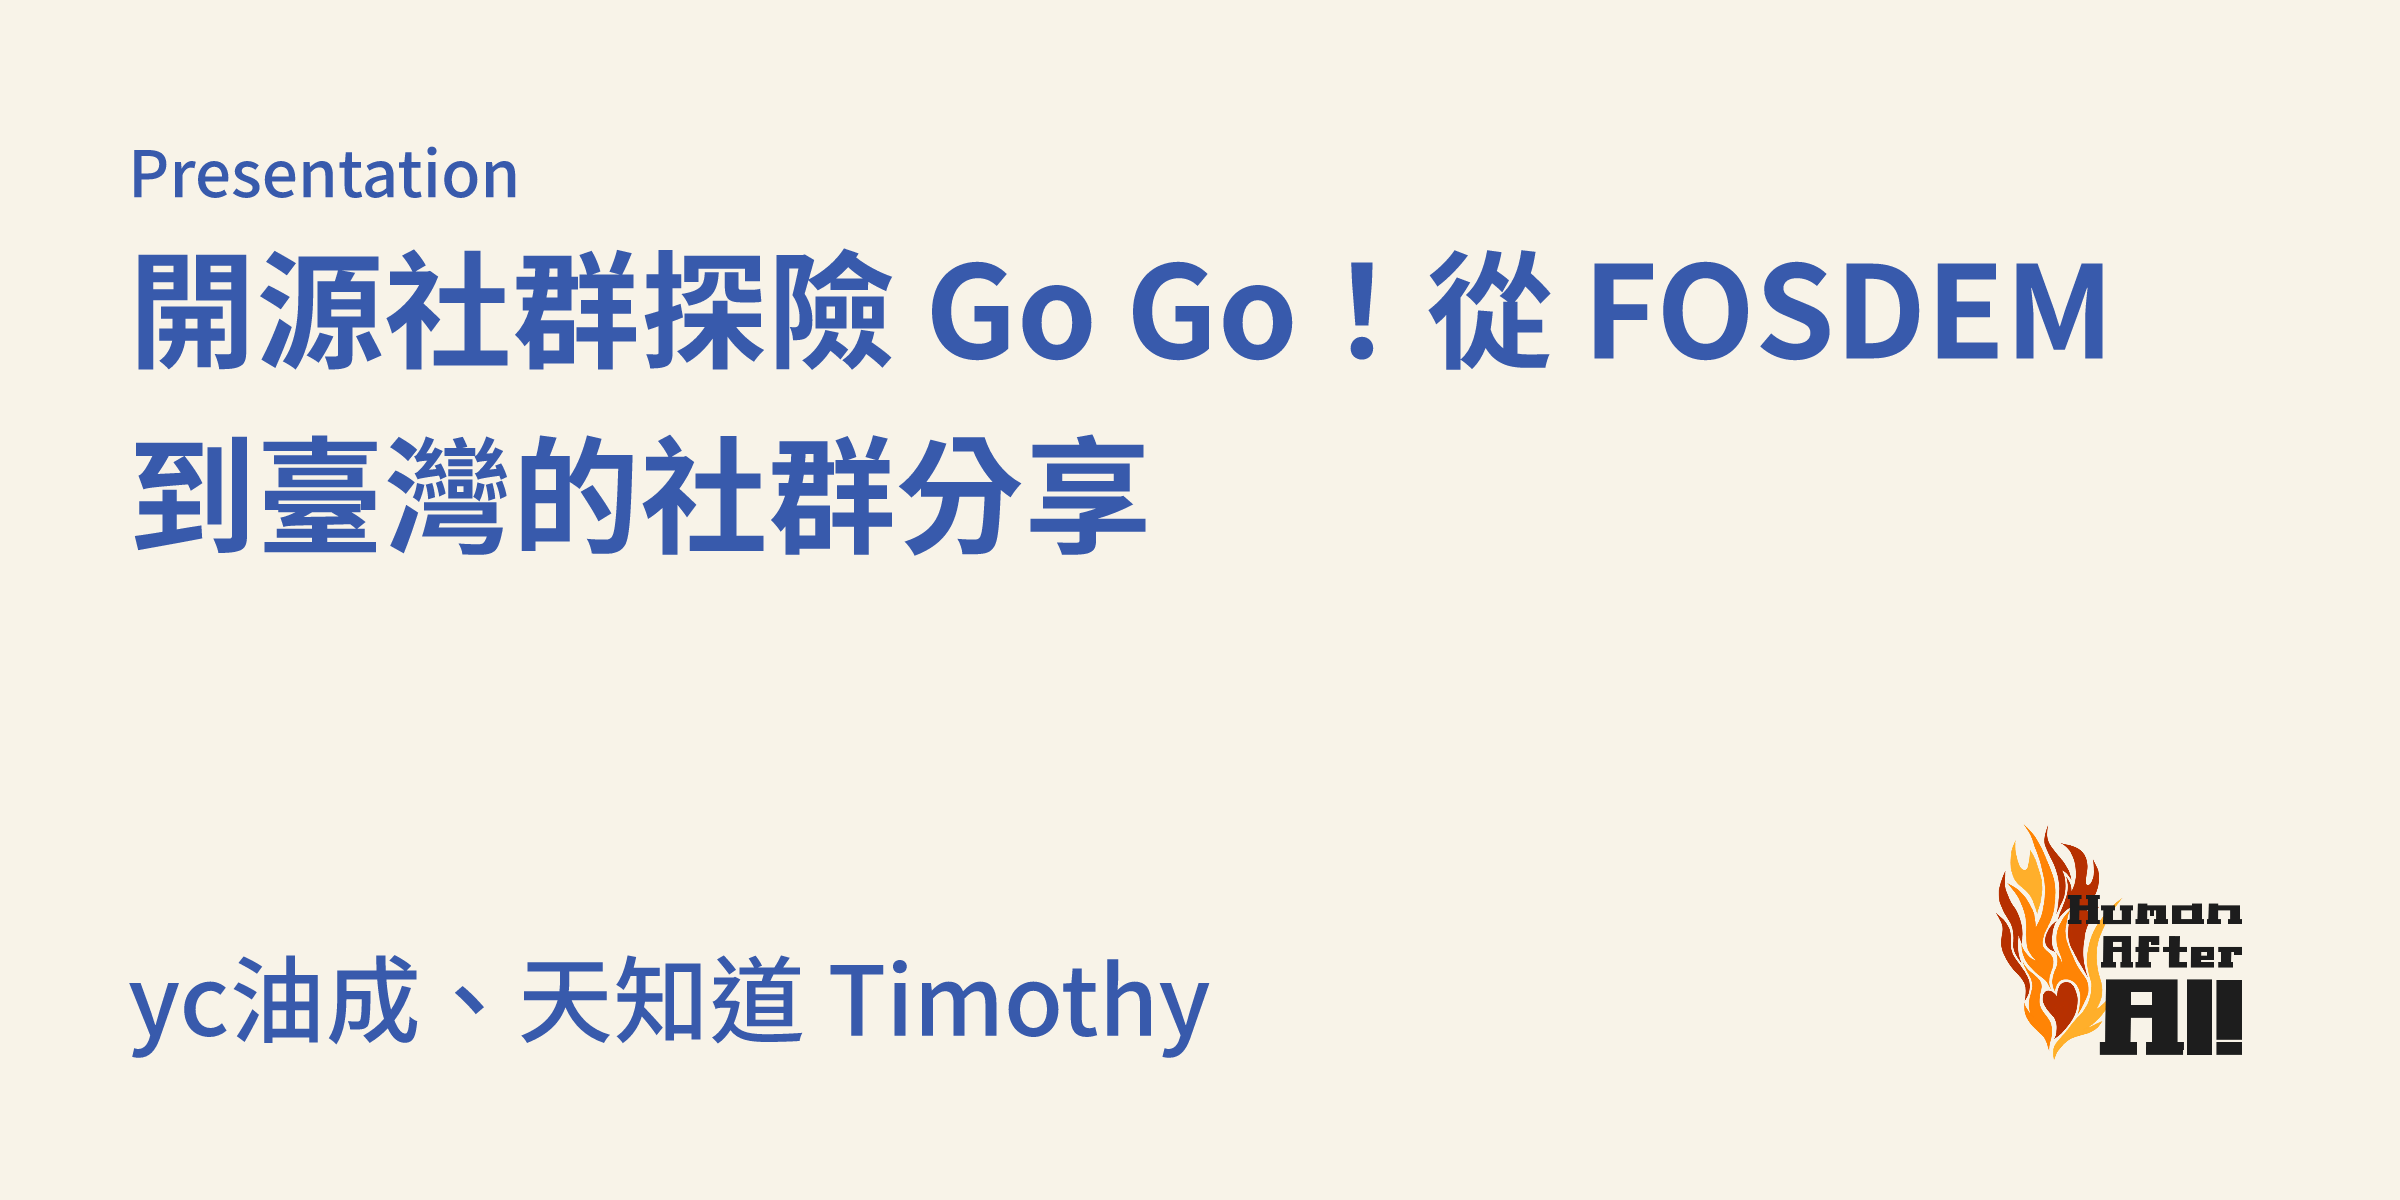 Presentation
開源社群探險 Go Go！從 FOSDEM
到臺灣的社群分享
yc油成、天知道 Timothy
Human
After
All!